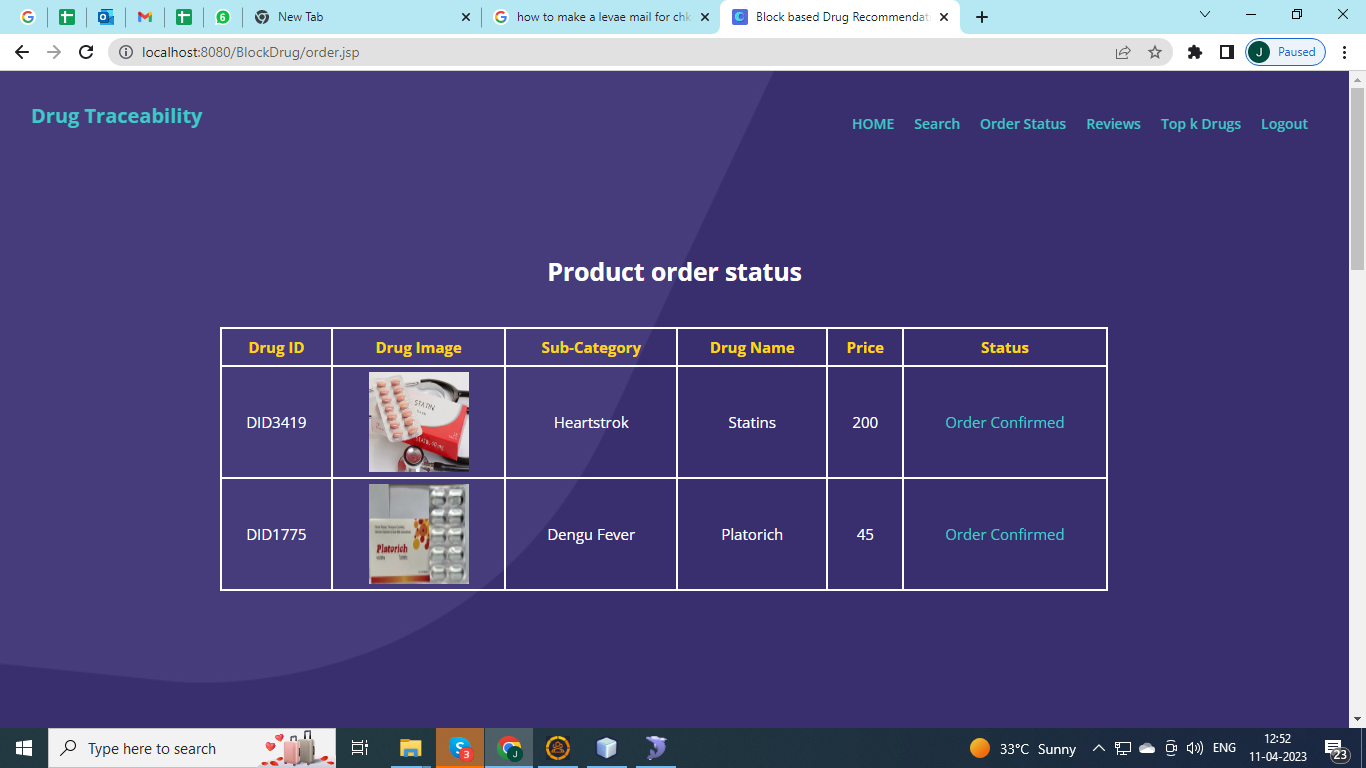 6
New Tab
how to make a levae mail for chk
Block based Drug Recommendat
localhost:8080/BlockDrug/order.jsp
J Paused
Drug Traceability
HOME Search Order Status Reviews Top k Drugs Logout
Product order status
Drug ID Drug Image Sub-Category Drug Name Price Status
STATIN
DID3419 Heartstrok Statins 200 Order Confirmed
Platorich
DID1775 Dengu Fever Platorich 45 Order Confirmed
Type here to search
3
J
33°C Sunny
ENG
12:52
11-04-2023
23